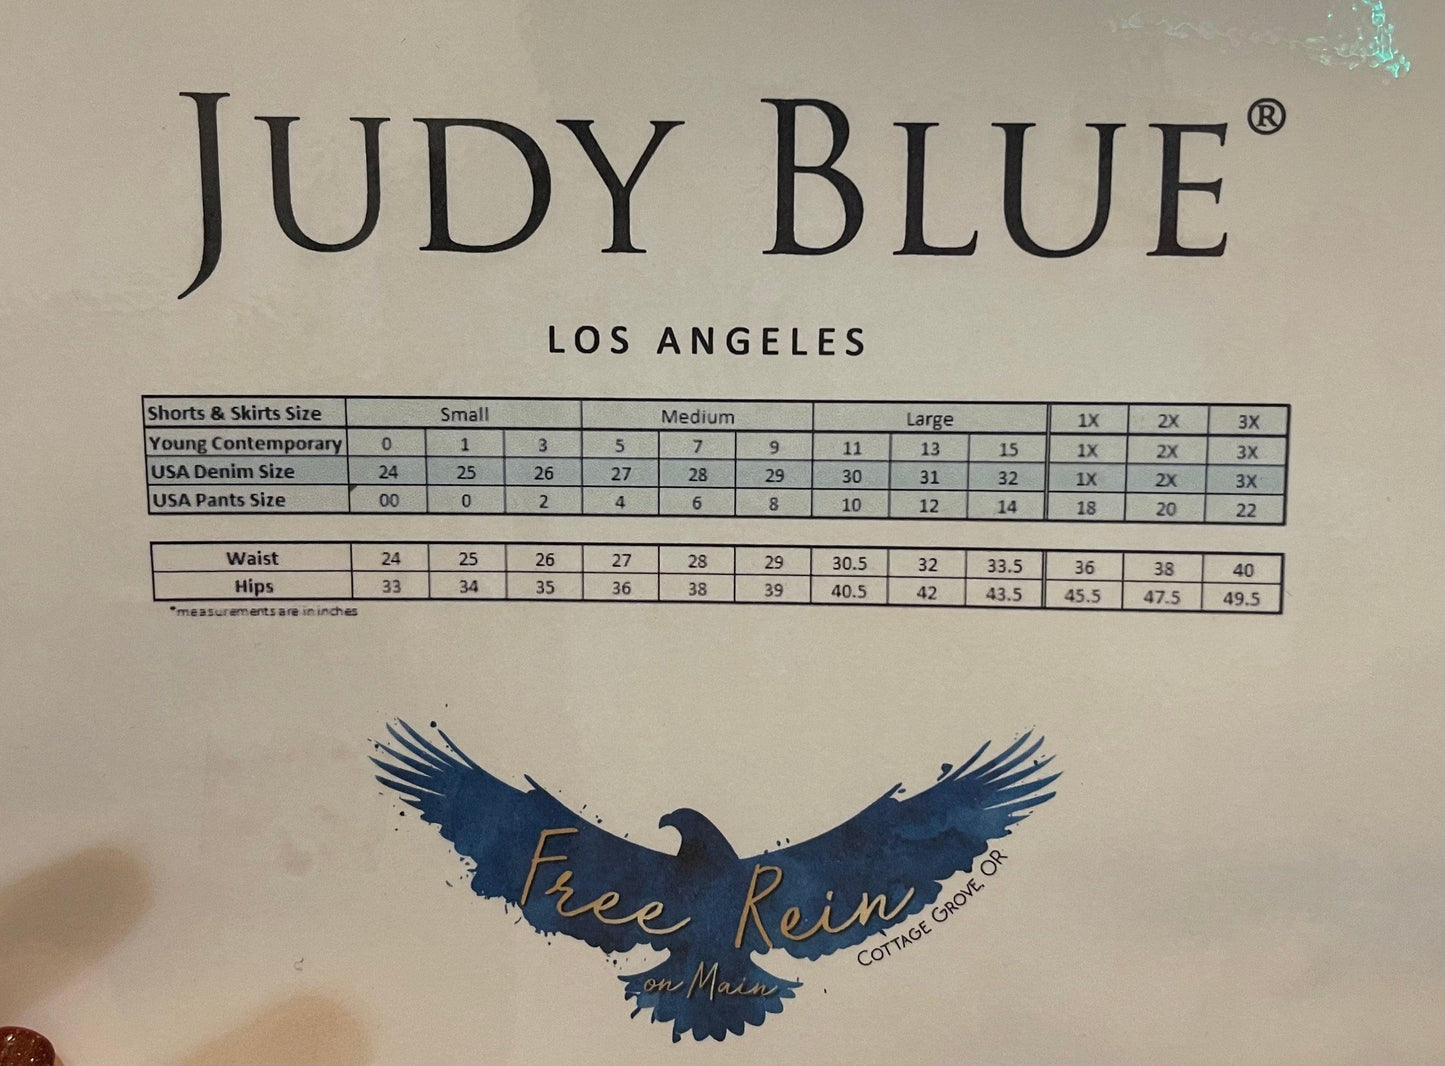 JUDY BLUE®
LOS ANGELES
Shorts & Skirts Size Small Medium Large 1X 2X 3X
Young Contemporary 0 1 3 5 7 9 11 13 15 1X 2X 3X
USA Denim Size 24 25 26 27 28 29 30 31 32 1X 2X 3X
USA Pants Size 00 0 2 4 6 8 10 12 14 18 20 22
Waist 24 25 26 27 28 29 30.5 32 33.5 36 38 40
Hips 33 34 35 36 38 39 40.5 42 43.5 45.5 47.5 49.5
*measurements are in inches
Free Rein
on Main
COTTAGE GROVE, OR